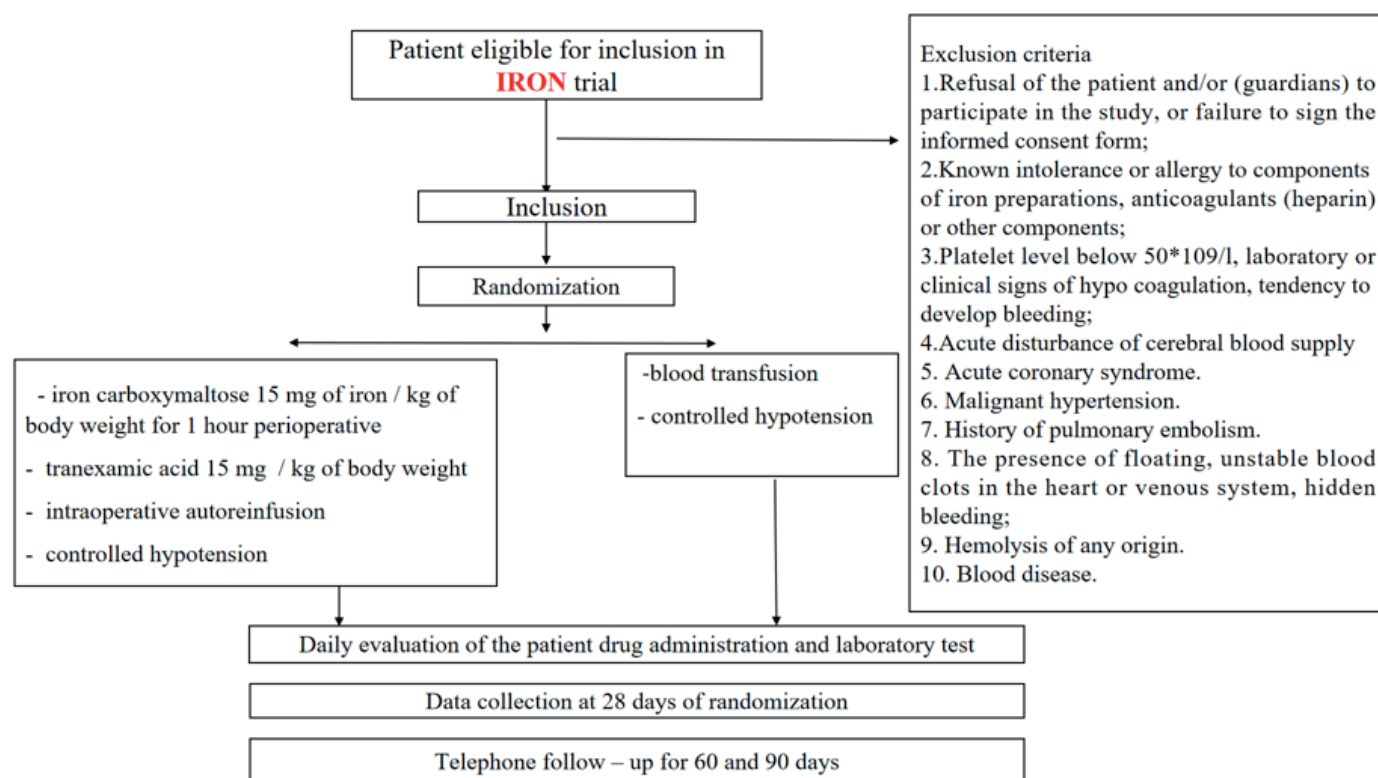 Patient eligible for inclusion in
IRON trial
Exclusion criteria
1.Refusal of the patient and/or (guardians) to
participate in the study, or failure to sign the
informed consent form;
2.Known intolerance or allergy to components
of iron preparations, anticoagulants (heparin)
or other components;
3.Platelet level below 50*109/l, laboratory or
clinical signs of hypo coagulation, tendency to
develop bleeding;
4.Acute disturbance of cerebral blood supply
5. Acute coronary syndrome.
6. Malignant hypertension.
7. History of pulmonary embolism.
8. The presence of floating, unstable blood
clots in the heart or venous system, hidden
bleeding;
9. Hemolysis of any origin.
10. Blood disease.
Inclusion
Randomization
- iron carboxymaltose 15 mg of iron / kg of
body weight for 1 hour perioperative
- tranexamic acid 15 mg / kg of body weight
- intraoperative autoreinfusion
- controlled hypotension
-blood transfusion
- controlled hypotension
Daily evaluation of the patient drug administration and laboratory test
Data collection at 28 days of randomization
Telephone follow – up for 60 and 90 days